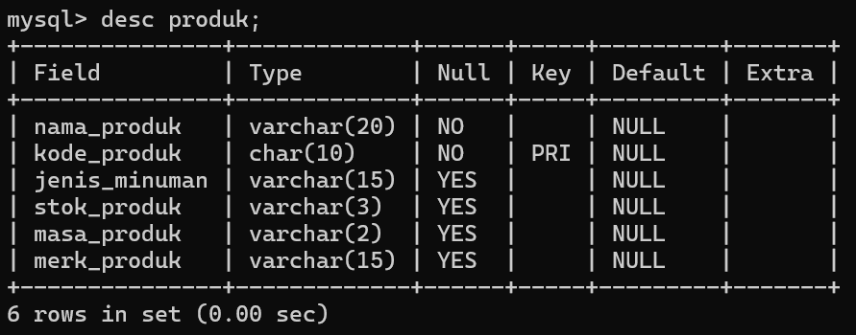 mysql> desc produk;
+---------------+-------------+------+-----+---------+-------+
| Field         | Type        | Null | Key | Default | Extra |
+---------------+-------------+------+-----+---------+-------+
| nama_produk   | varchar(20) | NO   |     | NULL    |       |
| kode_produk   | char(10)    | NO   | PRI | NULL    |       |
| jenis_minuman | varchar(15) | YES  |     | NULL    |       |
| stok_produk   | varchar(3)  | YES  |     | NULL    |       |
| masa_produk   | varchar(2)  | YES  |     | NULL    |       |
| merk_produk   | varchar(15) | YES  |     | NULL    |       |
+---------------+-------------+------+-----+---------+-------+
6 rows in set (0.00 sec)